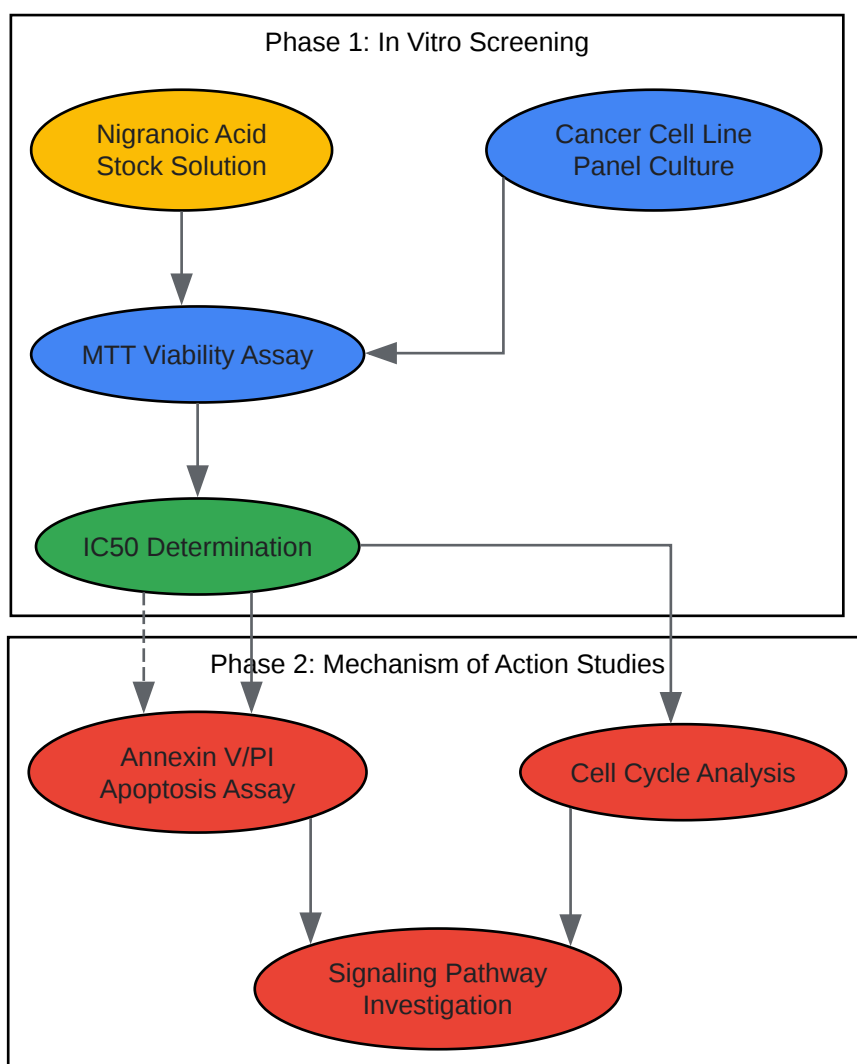 Phase 1: In Vitro Screening
Nigranoic Acid
Stock Solution
Cancer Cell Line
Panel Culture
MTT Viability Assay
IC50 Determination
Phase 2: Mechanism of Action Studies
Annexin V/PI
Apoptosis Assay
Cell Cycle Analysis
Signaling Pathway
Investigation